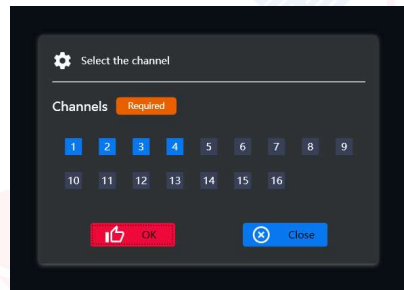 Select the channel
Channels Required
1 2 3 4 5 6 7 8 9
10 11 12 13 14 15 16
OK Close